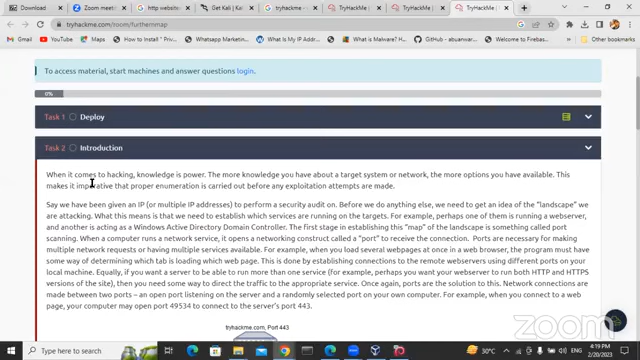 Download
Zoom meeti
http website
Get Kali | Ka
tryhackme -
TryHackMe |
TryHackMe |
TryHackMe
tryhackme.com/room/furthernmap
Gmail
YouTube
Maps
How to Create Pro...
Whatsapp Marketing...
What Is My IP Addr...
What is Malware?
Welcome to Firebas...
Other bookmarks
To access material, start machines and answer questions login.
0%
Task 1 Deploy
Task 2 Introduction
When it comes to hacking, knowledge is power. The more knowledge you have about a target system or network, the more options you have available. This
makes it imperative that proper enumeration is carried out before any exploitation attempts are made.
Say we have been given an IP (or multiple IP addresses) to perform a security audit on. Before we do anything else, we need to get an idea of the "landscape" we
are attacking. What this means is that we need to establish which services are running on the targets. For example, perhaps one of them is running a webserver,
and another is acting as a Windows Active Directory Domain Controller. The first stage in establishing this "map" of the landscape is something called port
scanning. When a computer runs a network service, it opens a networking construct called a "port" to receive the connection. Ports are necessary for making
multiple network requests or having multiple services available. For example, when you load several webpages at once in a web browser, the program must have
some way of determining which tab is loading which web page. This is done by establishing connections to the remote webservers using different ports on your
local machine. Equally, if you want a server to be able to run more than one service (for example, perhaps you want your webserver to run both HTTP and HTTPS
versions of the site), then you need some way to direct the traffic to the appropriate service. Once again, ports are the solution to this. Network connections are
made between two ports – an open port listening on the server and a randomly selected port on your own computer. For example, when you connect to a web
page, your computer may open port 49534 to connect to the server's port 443.
tryhackme.com, Port 443
zoom
Type here to search
30°C
4:19 PM
2/20/2023